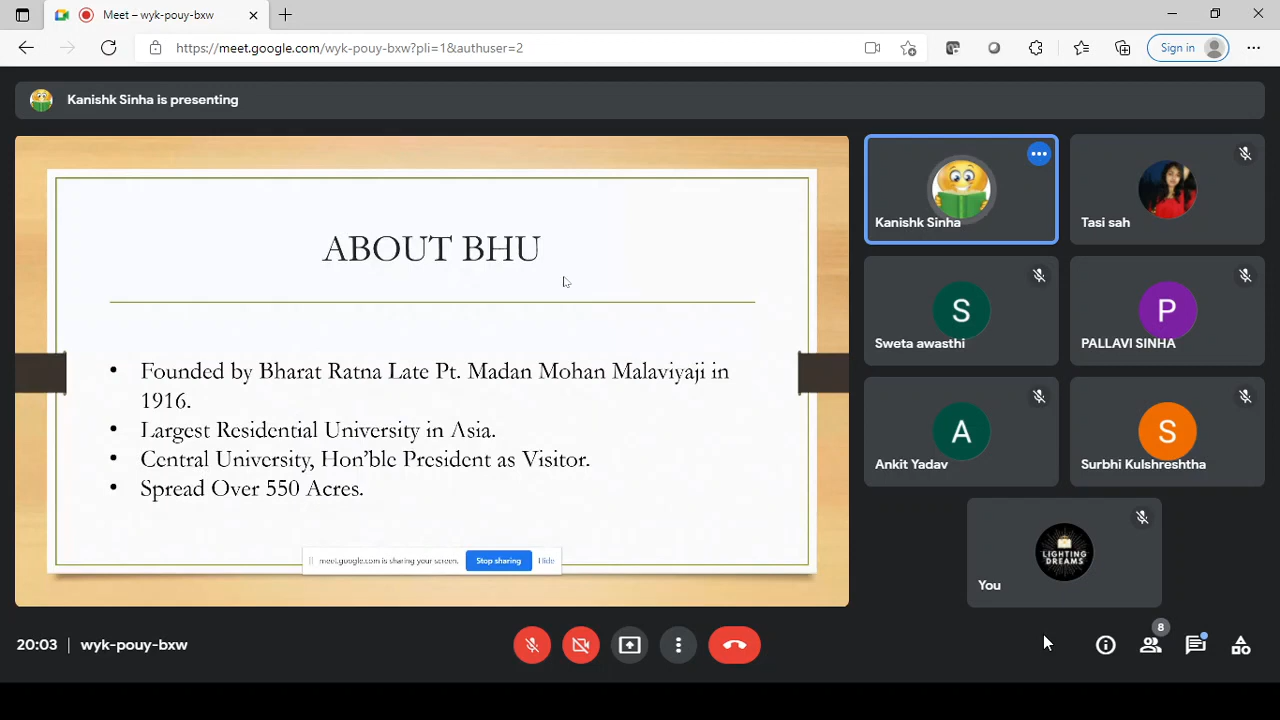 Meet – wyk-pouy-bxw
https://meet.google.com/wyk-pouy-bxw?pli=1&authuser=2
Sign in
Kanishk Sinha is presenting
ABOUT BHU
• Founded by Bharat Ratna Late Pt. Madan Mohan Malaviyaji in
1916.
• Largest Residential University in Asia.
• Central University, Hon'ble President as Visitor.
• Spread Over 550 Acres.
meet.google.com is sharing your screen.
Stop sharing
Hide
Kanishk Sinha
Tasi sah
S
Sweta awasthi
P
PALLAVI SINHA
A
Ankit Yadav
S
Surbhi Kulshreshtha
LIGHTING
DREAMS
You
20:03 | wyk-pouy-bxw
8